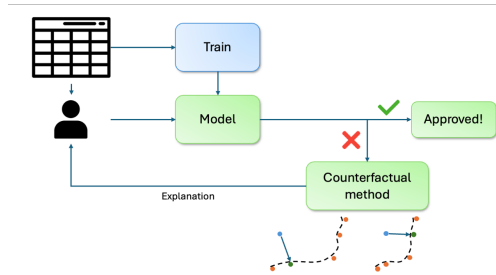 Train
Model
Approved!
Counterfactual
method
Explanation